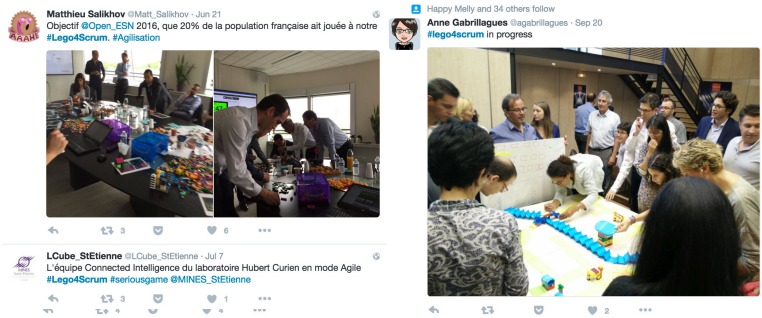 Matthieu Salikhov @Matt_Salikhov · Jun 21
Objectif @Open_ESN 2016, que 20% de la population française ait jouée à notre
#Lego4Scrum. #Agilisation
3 6
LCube_StEtienne @LCube_StEtienne · Jul 7
L'équipe Connected Intelligence du laboratoire Hubert Curien en mode Agile
#Lego4Scrum #seriousgame @MINES_StEtienne
3 1
Happy Melly and 34 others follow
Anne Gabrillagues @agabrillagues · Sep 20
#lego4scrum in progress
2